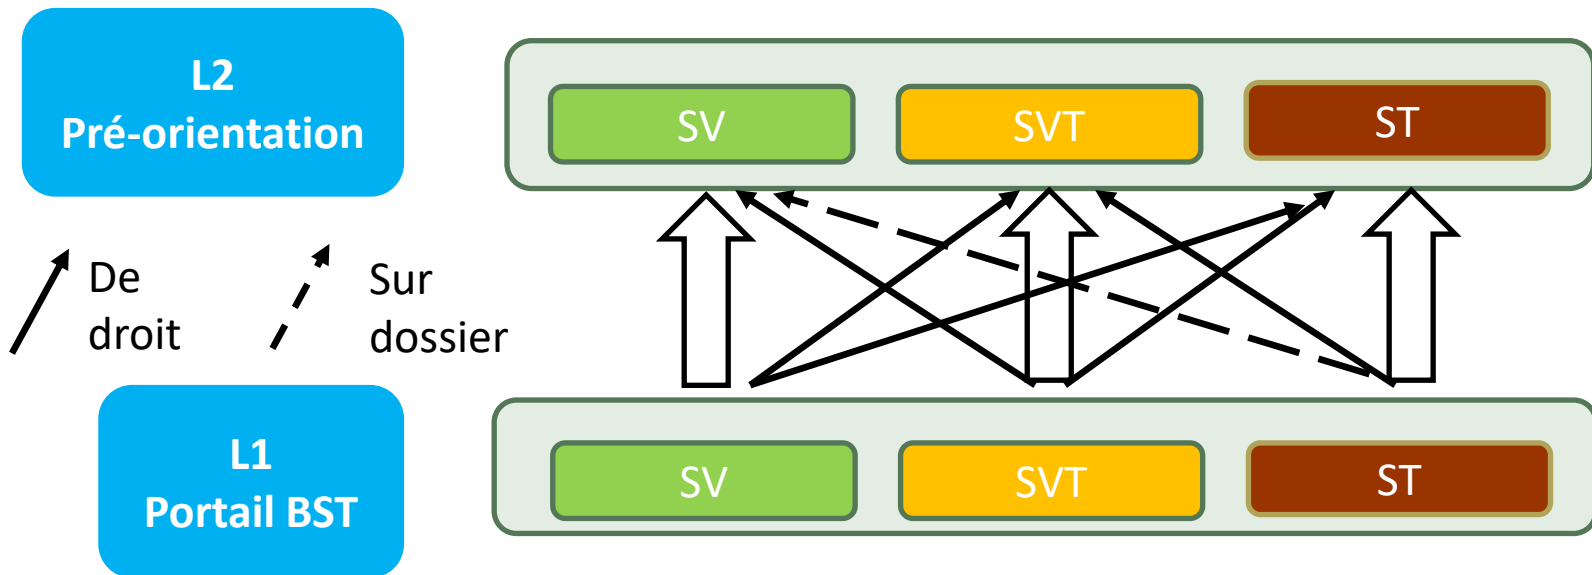 L2
Pré-orientation
SV
SVT
ST
De
droit
Sur
dossier
L1
Portail BST
SV
SVT
ST